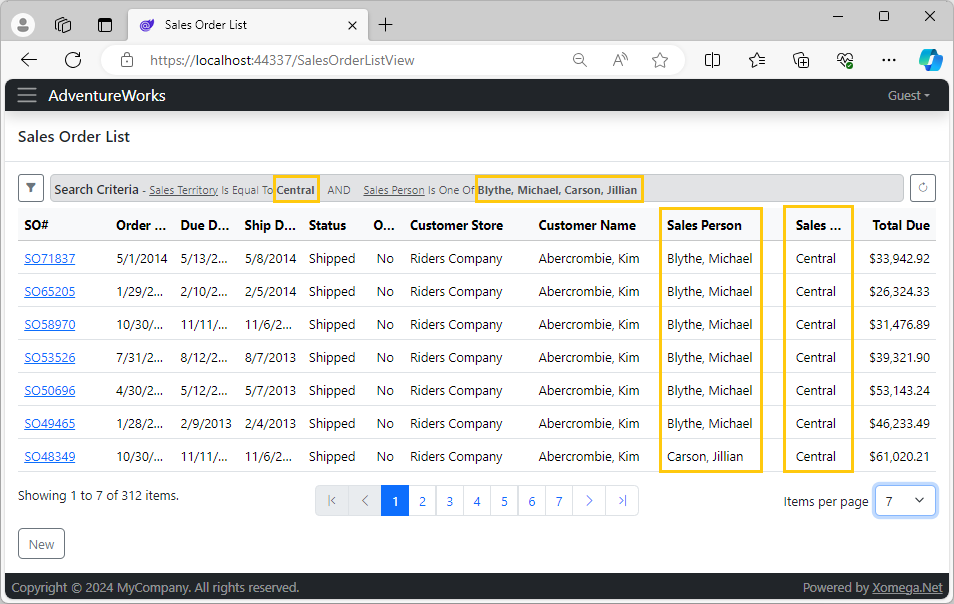 Sales Order List
https://localhost:44337/SalesOrderListView
AdventureWorks Guest
Sales Order List
Search Criteria - Sales Territory Is Equal To Central AND Sales Person Is One Of Blythe, Michael, Carson, Jillian
SO# Order ... Due D... Ship D... Status O... Customer Store Customer Name Sales Person Sales ... Total Due
SO71837 5/1/2014 5/13/2... 5/8/2014 Shipped No Riders Company Abercrombie, Kim Blythe, Michael Central $33,942.92
SO65205 1/29/2... 2/10/2... 2/5/2014 Shipped No Riders Company Abercrombie, Kim Blythe, Michael Central $26,324.33
SO58970 10/30/... 11/11/... 11/6/2... Shipped No Riders Company Abercrombie, Kim Blythe, Michael Central $31,476.89
SO53526 7/31/2... 8/12/2... 8/7/2013 Shipped No Riders Company Abercrombie, Kim Blythe, Michael Central $39,321.90
SO50696 4/30/2... 5/12/2... 5/7/2013 Shipped No Riders Company Abercrombie, Kim Blythe, Michael Central $53,143.24
SO49465 1/28/2... 2/9/2013 2/4/2013 Shipped No Riders Company Abercrombie, Kim Blythe, Michael Central $46,233.49
SO48349 10/30/... 11/11/... 11/6/2... Shipped No Riders Company Abercrombie, Kim Carson, Jillian Central $61,020.21
Showing 1 to 7 of 312 items. 1 2 3 4 5 6 7 Items per page 7
New
Copyright © 2024 MyCompany. All rights reserved. Powered by Xomega.Net